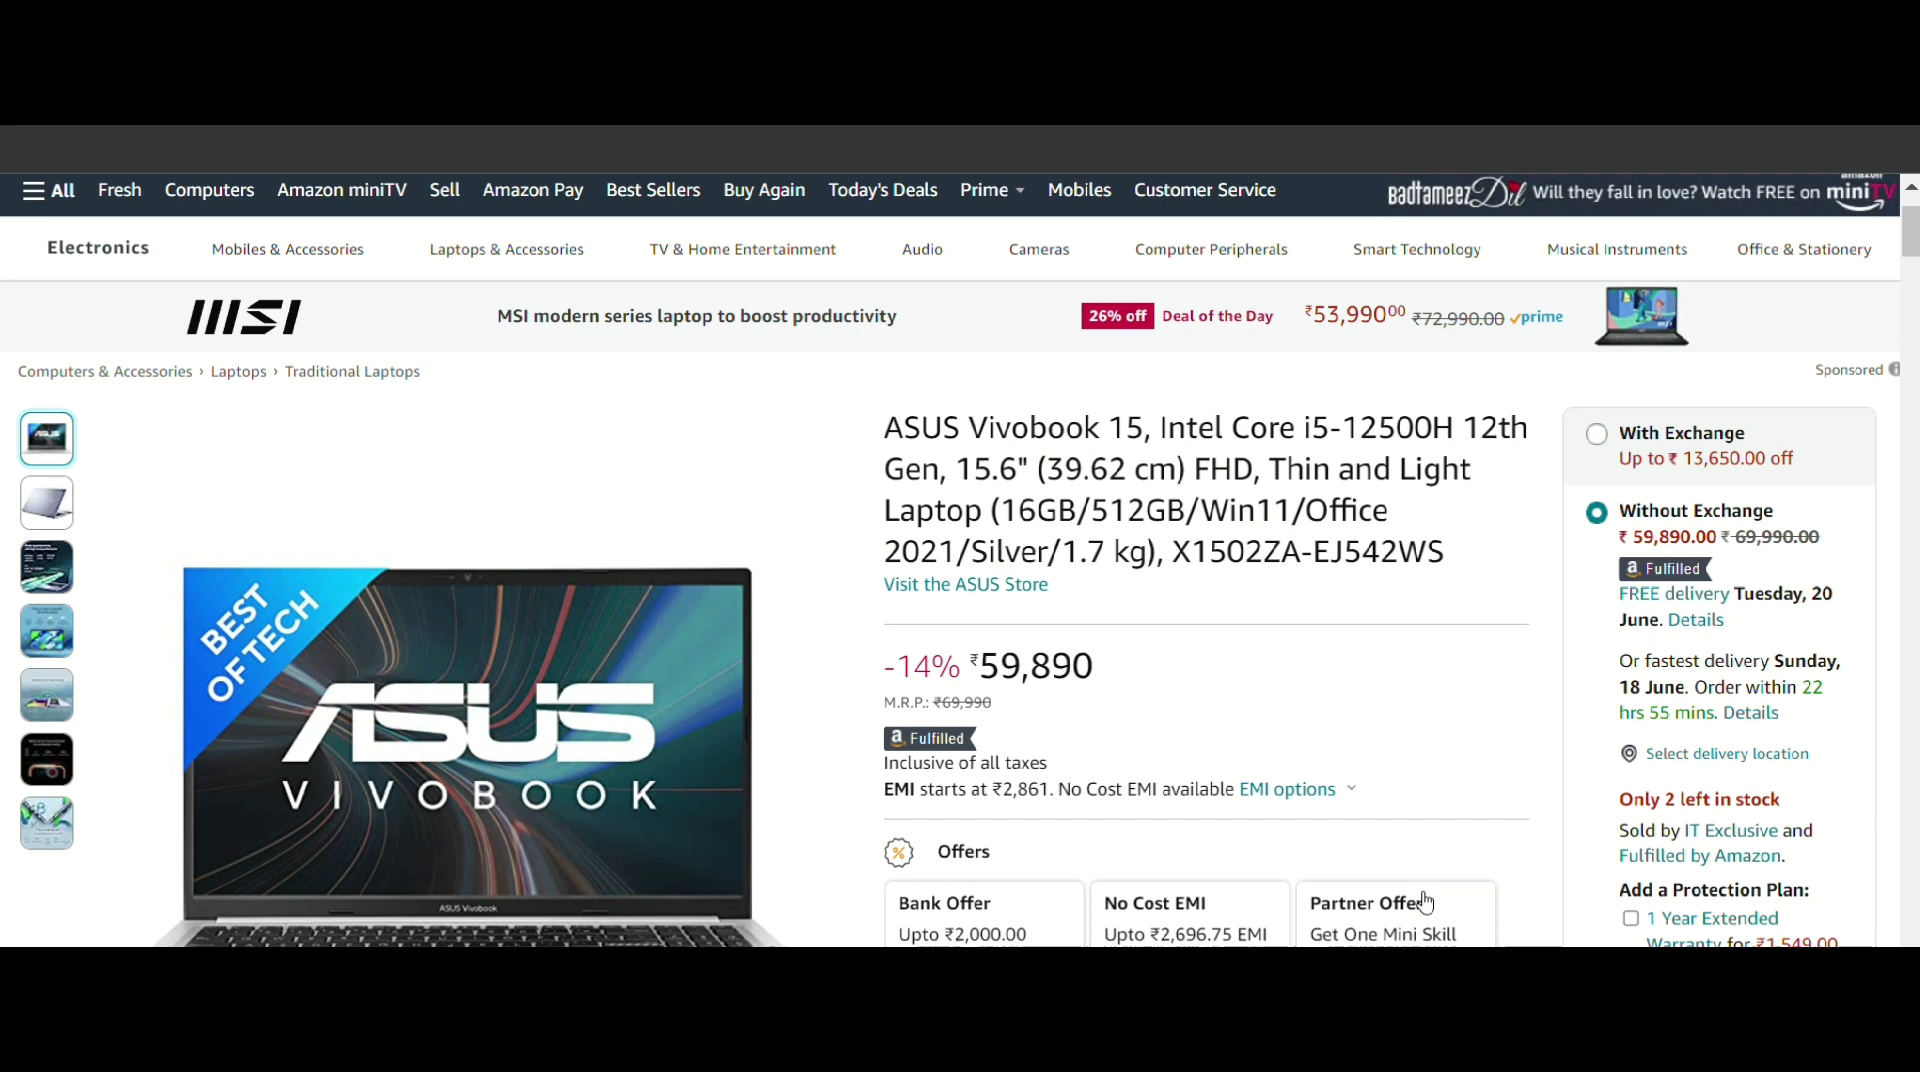 All Fresh Computers Amazon miniTV Sell Amazon Pay Best Sellers Buy Again Today's Deals Prime Mobiles Customer Service
BADTAMEEZ Dil Will they fall in love? Watch FREE on amazon miniTV
Electronics Mobiles & Accessories Laptops & Accessories TV & Home Entertainment Audio Cameras Computer Peripherals Smart Technology Musical Instruments Office & Stationery
msi MSI modern series laptop to boost productivity 26% off Deal of the Day ₹53,990⁰⁰ ₹72,990.00 prime
Computers & Accessories › Laptops › Traditional Laptops
Sponsored
BEST
OF TECH
ASUS
VIVOBOOK
ASUS Vivobook
ASUS Vivobook 15, Intel Core i5-12500H 12th
Gen, 15.6" (39.62 cm) FHD, Thin and Light
Laptop (16GB/512GB/Win11/Office
2021/Silver/1.7 kg), X1502ZA-EJ542WS
Visit the ASUS Store
-14% ₹59,890
M.R.P.: ₹69,990
a Fulfilled
Inclusive of all taxes
EMI starts at ₹2,861. No Cost EMI available EMI options
% Offers
Bank Offer
Upto ₹2,000.00
No Cost EMI
Upto ₹2,696.75 EMI
Partner Offers
Get One Mini Skill
With Exchange
Up to ₹ 13,650.00 off
Without Exchange
₹ 59,890.00 ₹ 69,990.00
a Fulfilled
FREE delivery Tuesday, 20
June. Details
Or fastest delivery Sunday,
18 June. Order within 22
hrs 55 mins. Details
Select delivery location
Only 2 left in stock
Sold by IT Exclusive and
Fulfilled by Amazon.
Add a Protection Plan:
1 Year Extended
Warranty for ₹1,549.00